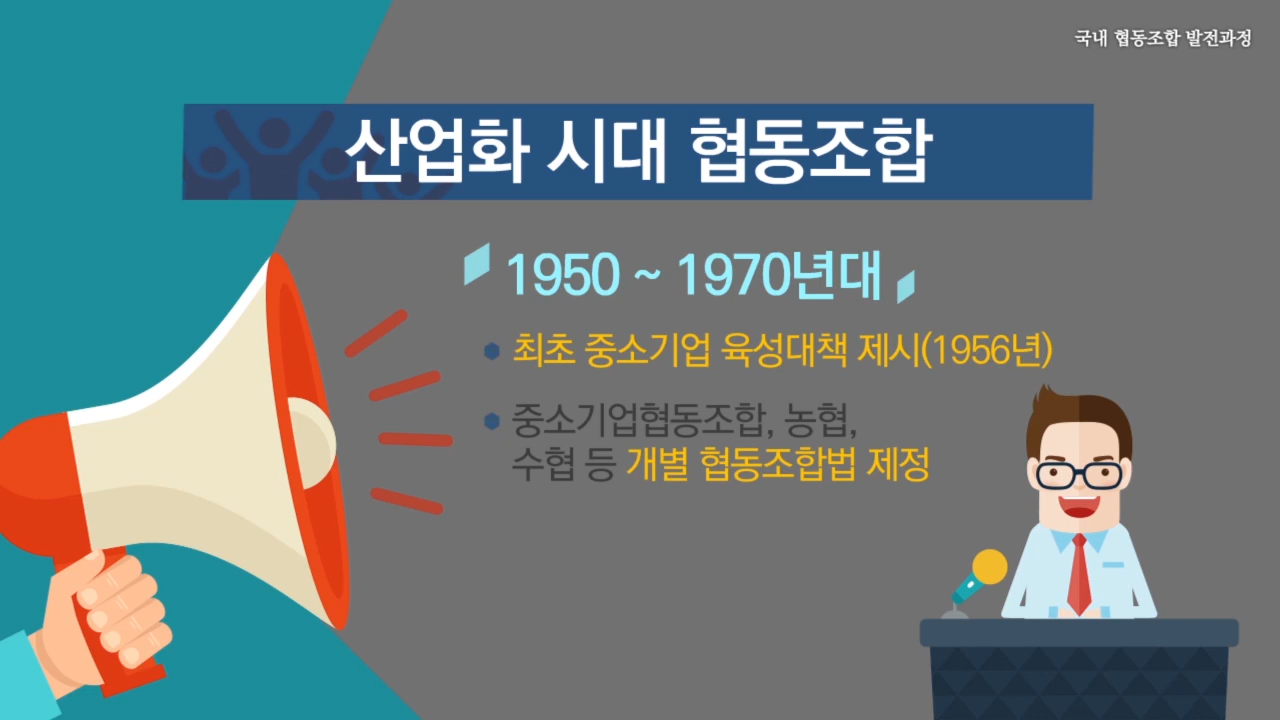 국내 협동조합 발전과정
산업화 시대 협동조합
1950 ~ 1970년대
최초 중소기업 육성대책 제시(1956년)
중소기업협동조합, 농협,
수협 등 개별 협동조합법 제정